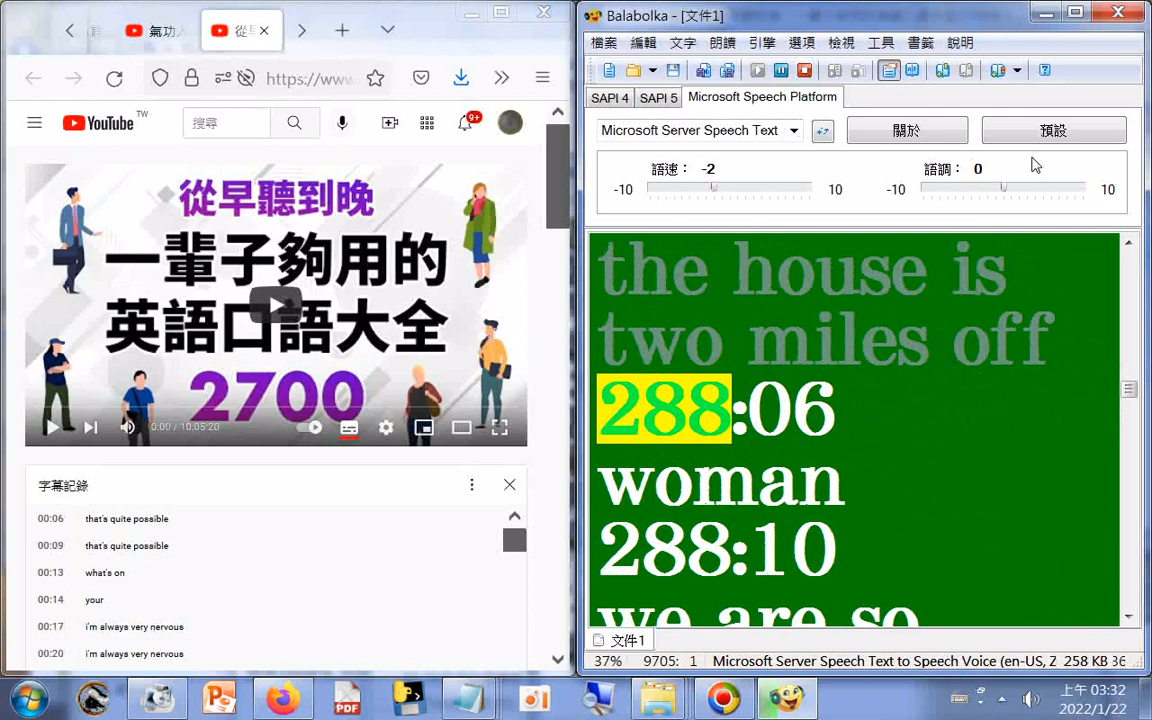 氣功人
從早
https://www.
YouTube TW
搜尋
9+
從早聽到晚
一輩子夠用的
英語口語大全
2700
0:00 / 10:05:20
字幕記錄
00:06 that's quite possible
00:09 that's quite possible
00:13 what's on
00:14 your
00:17 i'm always very nervous
00:20 i'm always very nervous
Balabolka - [文件1]
檔案 編輯 文字 朗讀 引擎 選項 檢視 工具 書籤 說明
SAPI 4 SAPI 5 Microsoft Speech Platform
Microsoft Server Speech Text 關於 預設
語速： -2 語調： 0
-10 10 -10 10
the house is
two miles off
288:06
woman
288:10
we are so
文件1
37% 9705: 1 Microsoft Server Speech Text to Speech Voice (en-US, Z 258 KB 36
PDF
上午 03:32
2022/1/22